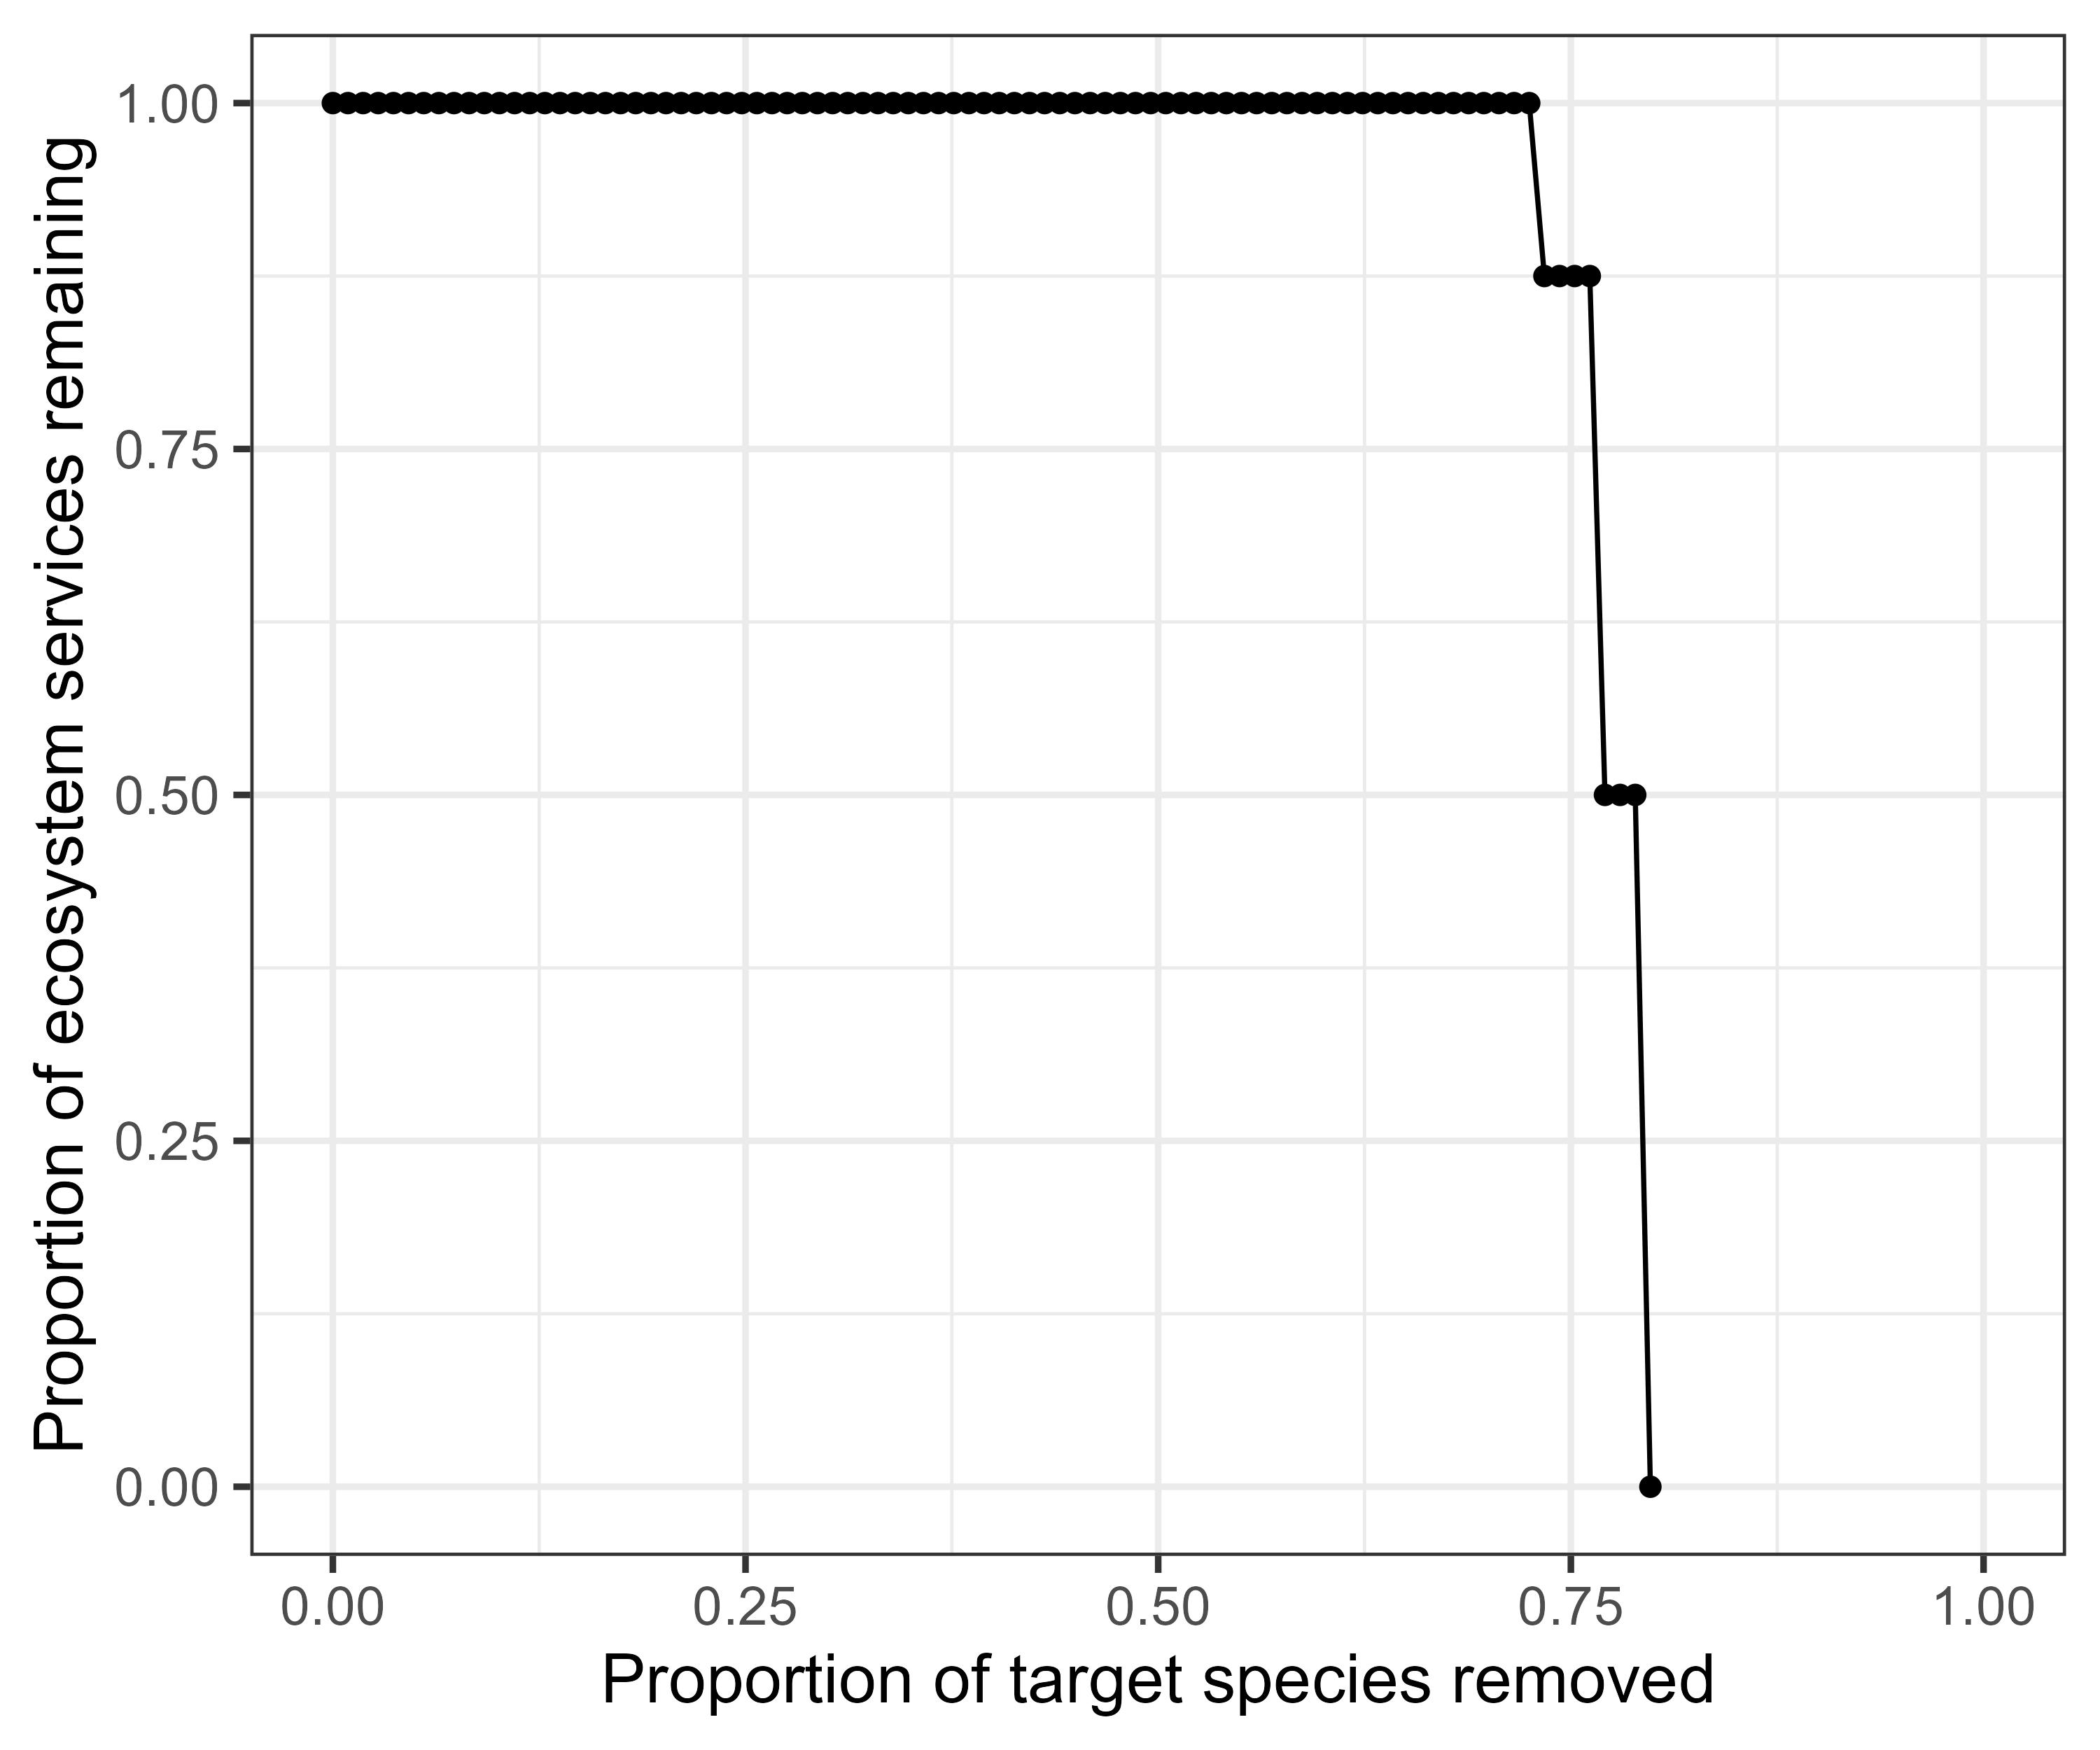 Proportion of ecosystem services remaining
1.00
0.75
0.50
0.25
0.00
0.00 0.25 0.50 0.75 1.00
Proportion of target species removed